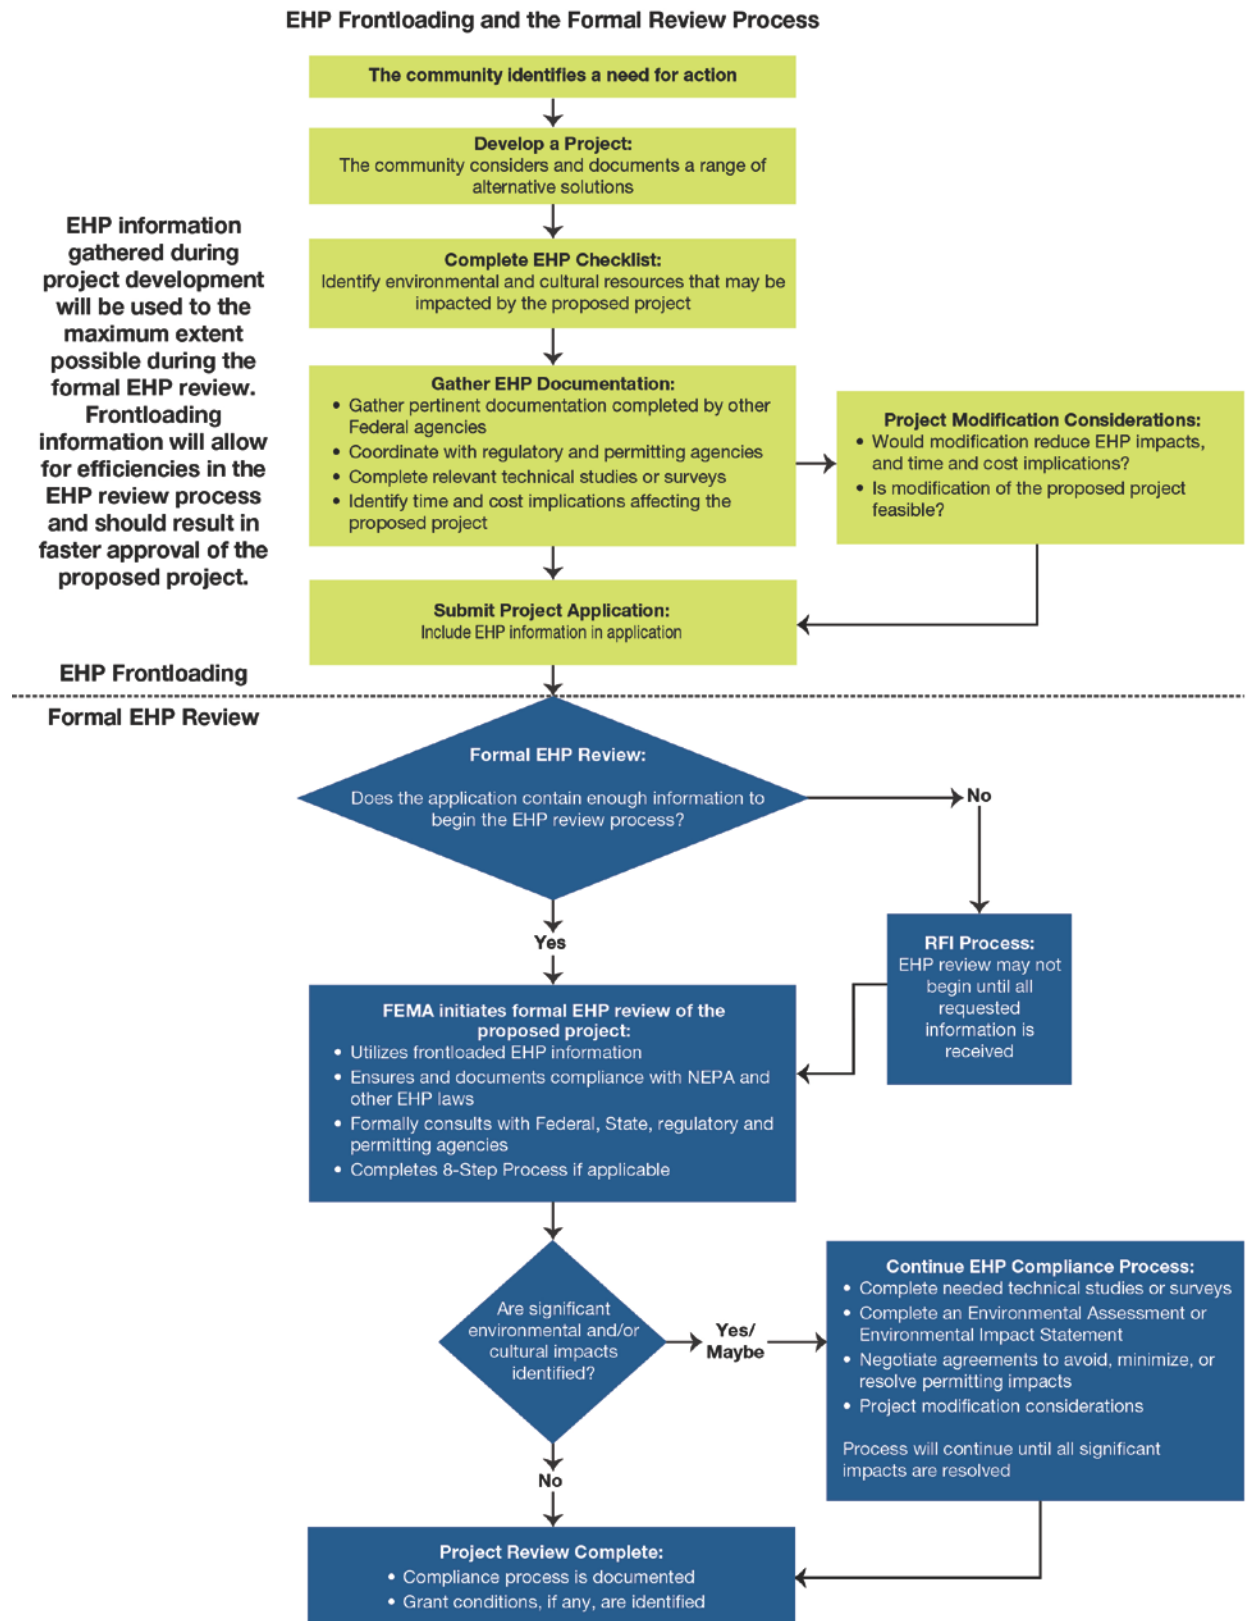 EHP Frontloading and the Formal Review Process
The community identifies a need for action
Develop a Project:
The community considers and documents a range of
alternative solutions
EHP information
gathered during
project development
will be used to the
maximum extent
possible during the
formal EHP review.
Frontloading
information will allow
for efficiencies in the
EHP review process
and should result in
faster approval of the
proposed project.
Complete EHP Checklist:
Identify environmental and cultural resources that may be
impacted by the proposed project
Gather EHP Documentation:
• Gather pertinent documentation completed by other
Federal agencies
• Coordinate with regulatory and permitting agencies
• Complete relevant technical studies or surveys
• Identify time and cost implications affecting the
proposed project
Project Modification Considerations:
• Would modification reduce EHP impacts,
and time and cost implications?
• Is modification of the proposed project
feasible?
Submit Project Application:
Include EHP information in application
EHP Frontloading
Formal EHP Review
Formal EHP Review:
Does the application contain enough information to
begin the EHP review process?
No
Yes
RFI Process:
EHP review may not
begin until all
requested
information is
received
FEMA initiates formal EHP review of the
proposed project:
• Utilizes frontloaded EHP information
• Ensures and documents compliance with NEPA and
other EHP laws
• Formally consults with Federal, State, regulatory and
permitting agencies
• Completes 8-Step Process if applicable
Are significant
environmental and/or
cultural impacts
identified?
Yes/
Maybe
Continue EHP Compliance Process:
• Complete needed technical studies or surveys
• Complete an Environmental Assessment or
Environmental Impact Statement
• Negotiate agreements to avoid, minimize, or
resolve permitting impacts
• Project modification considerations
Process will continue until all significant
impacts are resolved
No
Project Review Complete:
• Compliance process is documented
• Grant conditions, if any, are identified